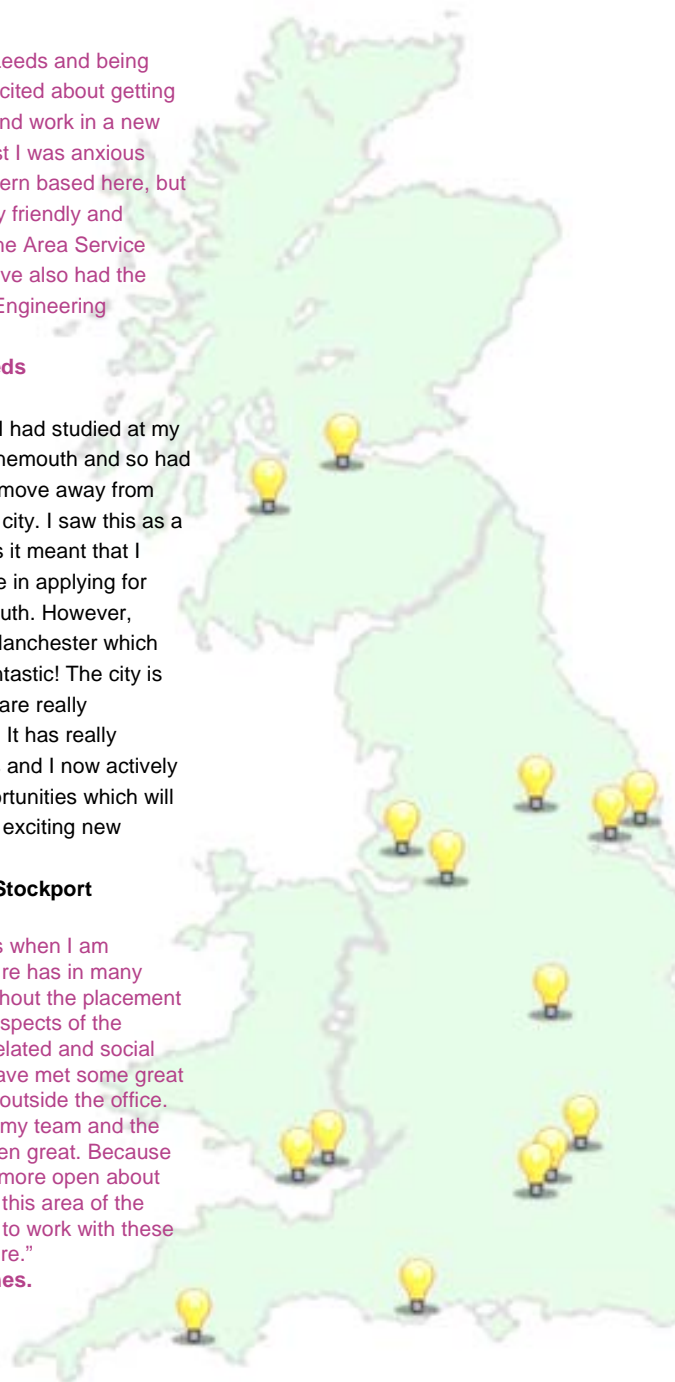 eeds and being
cited about getting
nd work in a new
st I was anxious
ern based here, but
y friendly and
ne Area Service
ve also had the
Engineering
eds
I had studied at my
nemouth and so had
move away from
city. I saw this as a
s it meant that I
e in applying for
uth. However,
Manchester which
ntastic! The city is
are really
It has really
s and I now actively
ortunities which will
exciting new
Stockport
s when I am
re has in many
hout the placement
spects of the
elated and social
ave met some great
outside the office.
my team and the
en great. Because
more open about
this area of the
to work with these
re.”
nes.